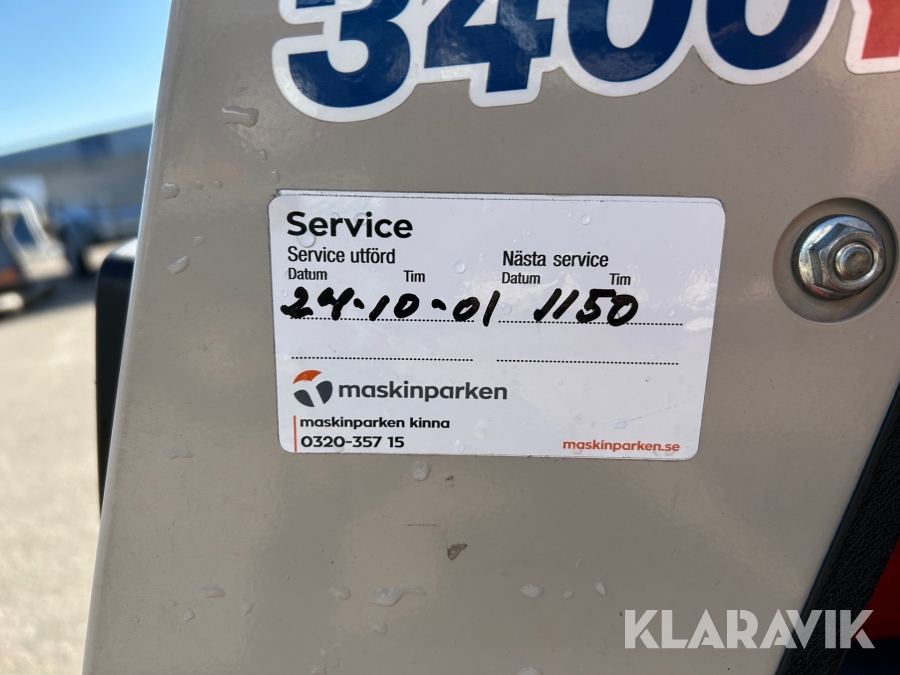 3400
Service
Service utförd Nästa service
Datum Tim Datum Tim
24-10-01 1150
maskinparken
maskinparken kinna
0320-357 15 maskinparken.se
KLARAVIK